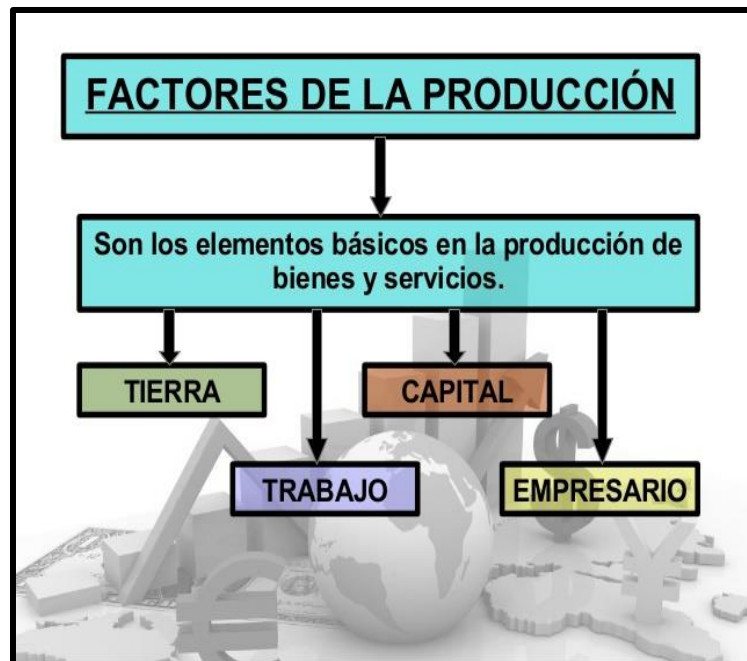 FACTORES DE LA PRODUCCIÓN
Son los elementos básicos en la producción de
bienes y servicios.
TIERRA
CAPITAL
TRABAJO
EMPRESARIO